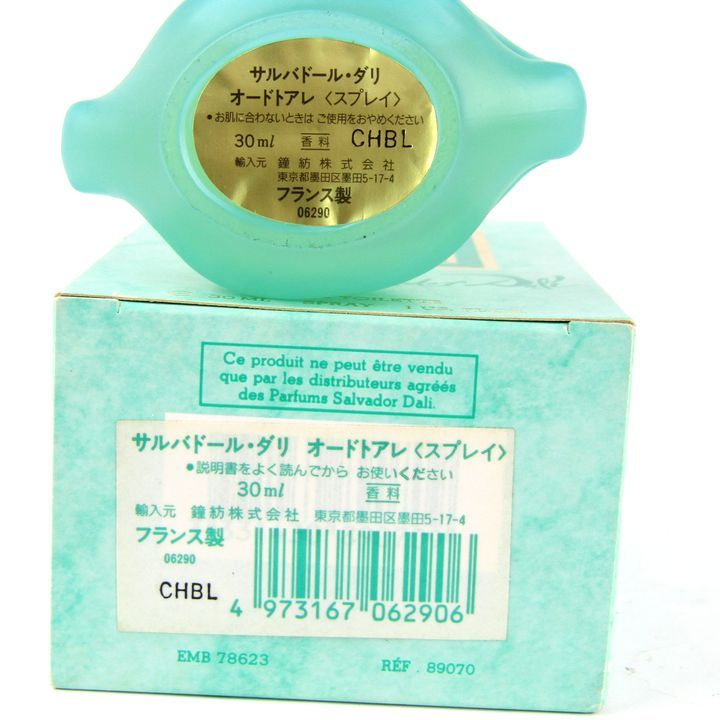 サルバドール・ダリ
オードトアレ〈スプレイ〉
●お肌に合わないときは ご使用をおやめください
30ml 香料 CHBL
輸入元 鐘紡株式会社
東京都墨田区墨田5-17-4
フランス製
06290
30 ML
SPRAY
Ce produit ne peut être vendu
que par les distributeurs agréés
des Parfums Salvador Dali.
サルバドール・ダリ オードトアレ〈スプレイ〉
●説明書をよく読んでから お使いください
30ml 香料
輸入元 鐘紡株式会社 東京都墨田区墨田5-17-4
フランス製
06290
CHBL
4 973167 062906
EMB 78623 RÉF. 89070